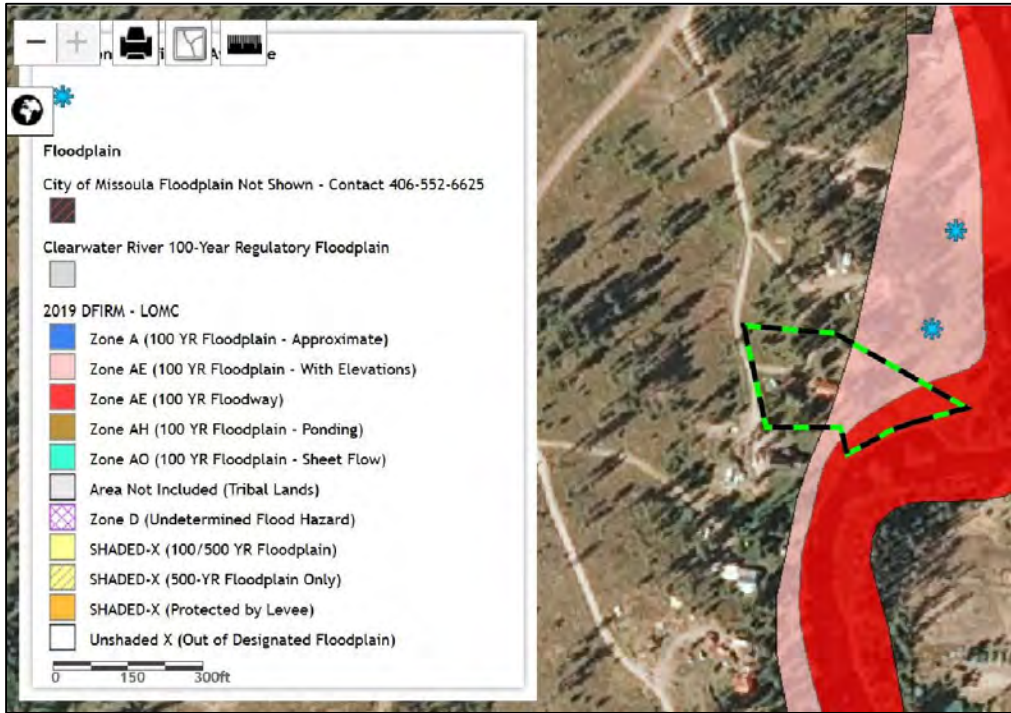 Floodplain
City of Missoula Floodplain Not Shown - Contact 406-552-6625
Clearwater River 100-Year Regulatory Floodplain
2019 DFIRM - LOMC
Zone A (100 YR Floodplain - Approximate)
Zone AE (100 YR Floodplain - With Elevations)
Zone AE (100 YR Floodway)
Zone AH (100 YR Floodplain - Ponding)
Zone AO (100 YR Floodplain - Sheet Flow)
Area Not Included (Tribal Lands)
Zone D (Undetermined Flood Hazard)
SHADED-X (100/500 YR Floodplain)
SHADED-X (500-YR Floodplain Only)
SHADED-X (Protected by Levee)
Unshaded X (Out of Designated Floodplain)
0 150 300ft